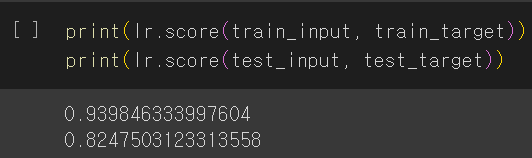 [ ] print(lr.score(train_input, train_target))
print(lr.score(test_input, test_target))
0.939846333997604
0.8247503123313558